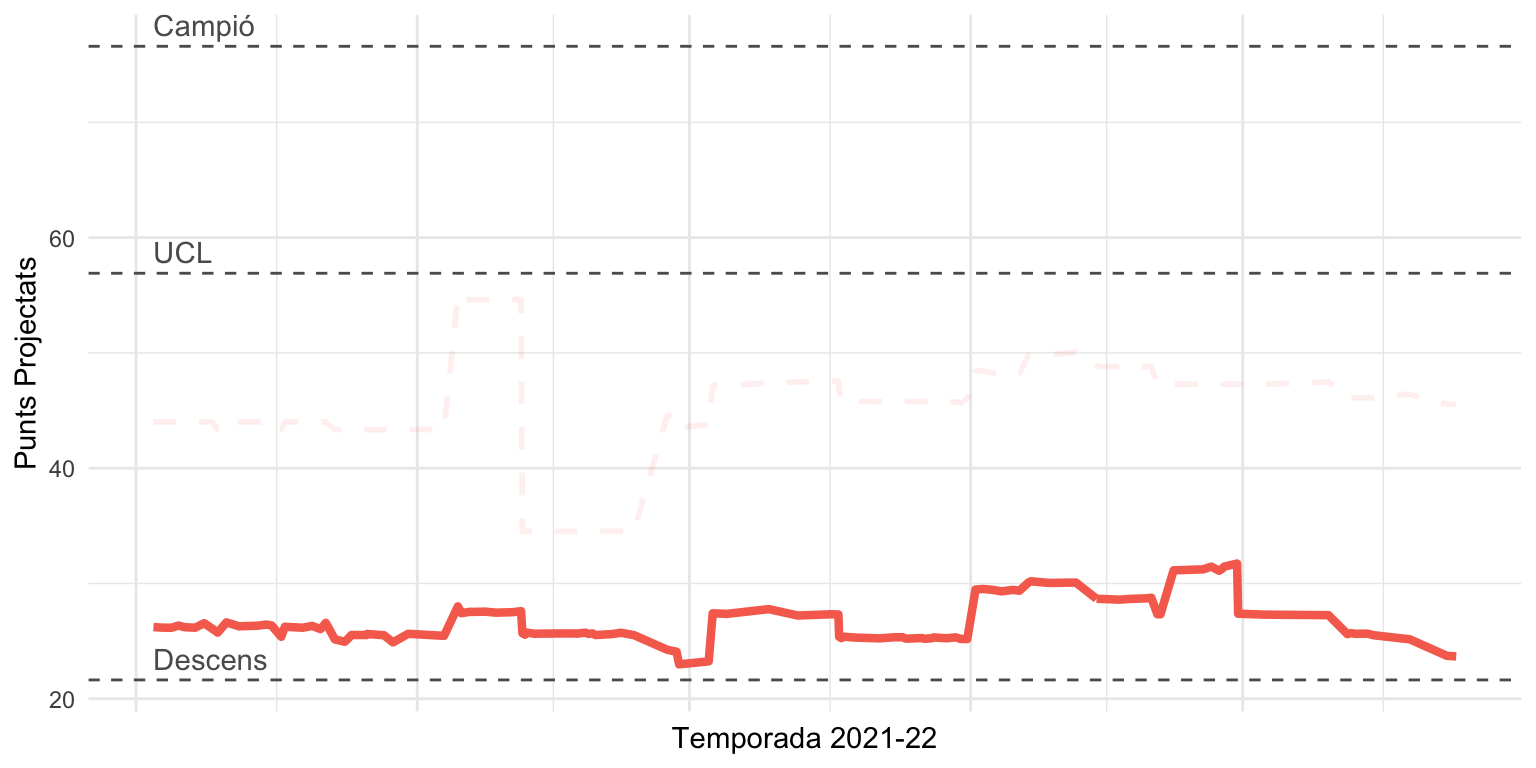 Campió
60
UCL
Punts Projectats
40
Descens
20
Temporada 2021-22